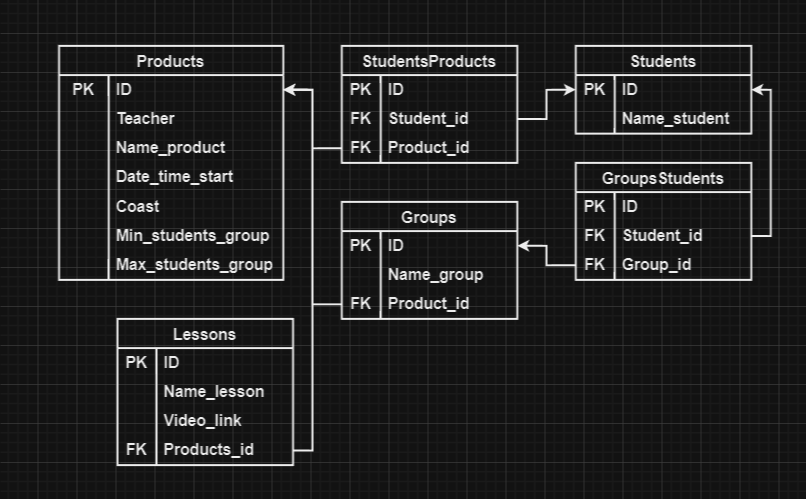 Products
PK ID
Teacher
Name_product
Date_time_start
Coast
Min_students_group
Max_students_group
StudentsProducts
PK ID
FK Student_id
FK Product_id
Students
PK ID
Name_student
GroupsStudents
PK ID
FK Student_id
FK Group_id
Groups
PK ID
Name_group
FK Product_id
Lessons
PK ID
Name_lesson
Video_link
FK Products_id